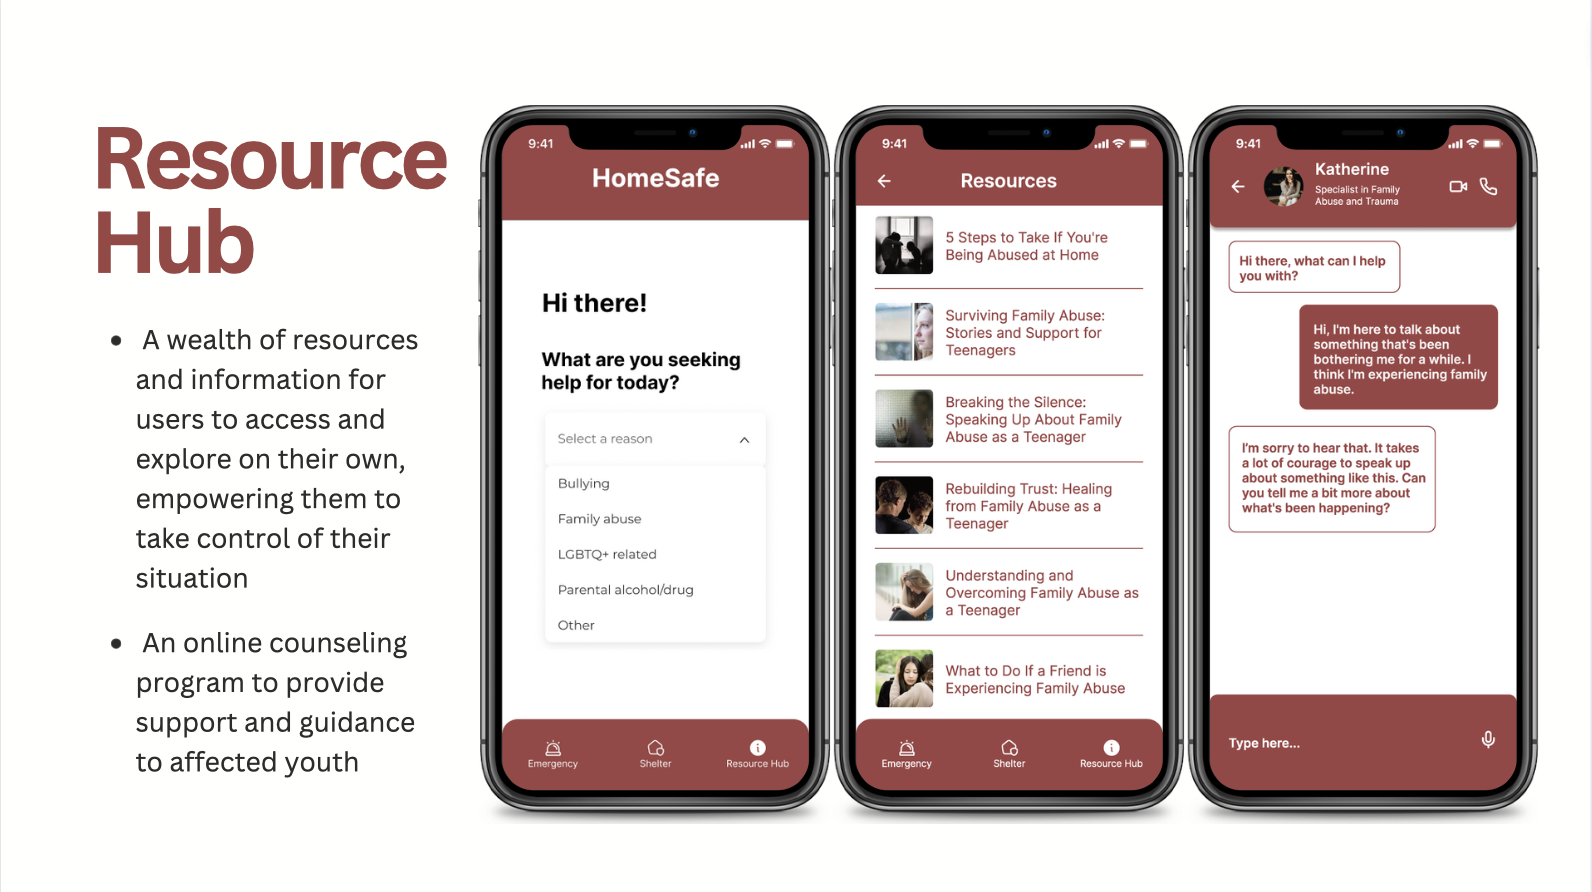 Resource
Hub
• A wealth of resources
and information for
users to access and
explore on their own,
empowering them to
take control of their
situation
• An online counseling
program to provide
support and guidance
to affected youth
9:41
HomeSafe
Hi there!
What are you seeking
help for today?
Select a reason
Bullying
Family abuse
LGBTQ+ related
Parental alcohol/drug
Other
Emergency
Shelter
Resource Hub
9:41
Resources
5 Steps to Take If You're
Being Abused at Home
Surviving Family Abuse:
Stories and Support for
Teenagers
Breaking the Silence:
Speaking Up About Family
Abuse as a Teenager
Rebuilding Trust: Healing
from Family Abuse as a
Teenager
Understanding and
Overcoming Family Abuse as
a Teenager
What to Do If a Friend is
Experiencing Family Abuse
Emergency
Shelter
Resource Hub
9:41
Katherine
Specialist in Family
Abuse and Trauma
Hi there, what can I help
you with?
Hi, I'm here to talk about
something that's been
bothering me for a while. I
think I'm experiencing family
abuse.
I'm sorry to hear that. It takes
a lot of courage to speak up
about something like this. Can
you tell me a bit more about
what's been happening?
Type here...